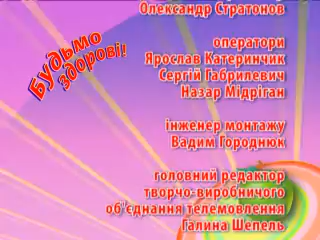 Будьмо
здорові!
Олександр Стратонов
оператори
Ярослав Катеринчик
Сергій Габрилевич
Назар Мідріган
інженер монтажу
Вадим Городнюк
головний редактор
творчо-виробничого
об'єднання телемовлення
Галина Шепель